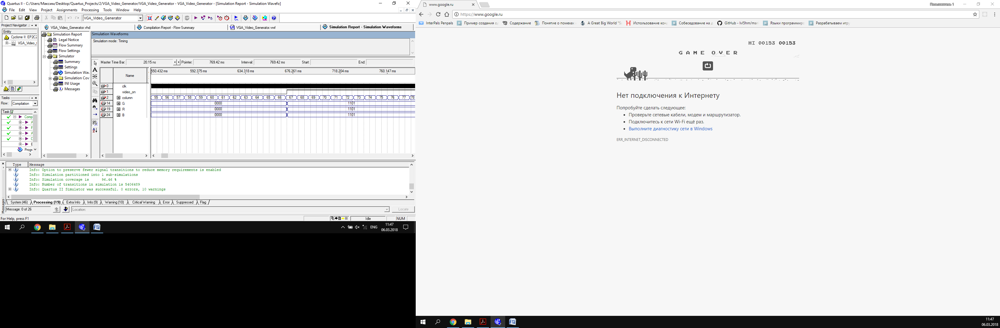 Quartus II - C:/Users/Максим/Desktop/Quartus_Projects/2/VGA_Video_Generator/VGA_Video_Generator - VGA_Video_Generator - [Simulation Report - Simulation Wavefo]
File Edit View Project Assignments Processing Tools Window Help
VGA_Video_Generator
Project Navigator
Entity
Cyclone II: EP2C2
VGA_Video_(
Tasks
Flow: Compilation
Task
Comp
A
F
A
C
E
Progr
VGA_Video_Generator.vhd
Compilation Report - Flow Summary
VGA_Video_Generator.vwf
Simulation Report - Simulation Waveforms
Simulation Report
Legal Notice
Flow Summary
Flow Settings
Simulator
Summary
Settings
Simulation Wav
Simulation Cov
INI Usage
Messages
Simulation Waveforms
Simulation mode: Timing
Master Time Bar: 20.15 ns Pointer: 769.42 ms Interval: 769.42 ms Start: End:
Name
550.432 ms 592.375 ms 634.318 ms 676.261 ms 718.204 ms 760.147 ms
0 clk
1 video_on
2 column 55 56 57 58 59 60 61 62 63 64 65 66 67 68 69 70 71 72 73 74 75 76 77 78
14 G 0000 1101
19 R 0000 1101
24 B 0000 1101
Type Message
Info: Option to preserve fewer signal transitions to reduce memory requirements is enabled
Info: Simulation partitioned into 1 sub-simulations
Info: Simulation coverage is 96.46 %
Info: Number of transitions in simulation is 5406489
Info: Quartus II Simulator was successful. 0 errors, 10 warnings
System (46) Processing (19) Extra Info Info (9) Warning (10) Critical Warning Error Suppressed Flag
Messages
Message: 0 of 26 Location: Locate
For Help, press F1 Idle NUM
ENG 11:47
06.03.2018
www.google.ru
Пользователь 1
https://www.google.ru
InterPals Penpals Пример создания о Содержание Понятие о помехах A Great Big World "S Использование кон Собеседование на д GitHub - lvl5hm/mar Языки программирс Разрабатываем игру
HI 00153 00153
GAME OVER
Нет подключения к Интернету
Попробуйте сделать следующее:
• Проверьте сетевые кабели, модем и маршрутизатор.
• Подключитесь к сети Wi-Fi ещё раз.
• Выполните диагностику сети в Windows
ERR_INTERNET_DISCONNECTED
11:47
06.03.2018